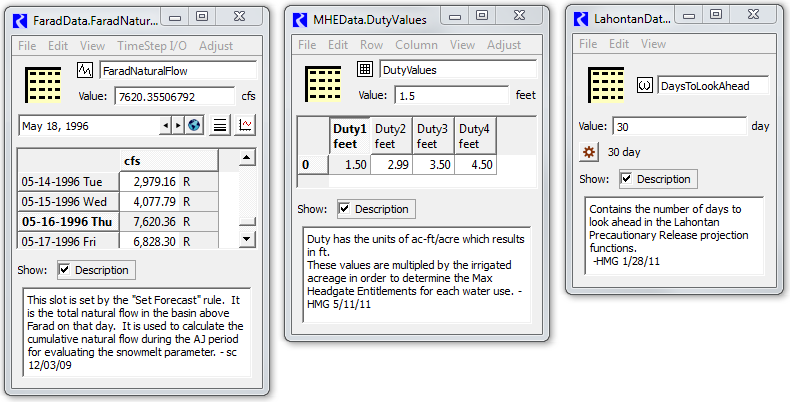 FaradData.FaradNatur...
File Edit View TimeStep I/O Adjust
FaradNaturalFlow
Value: 7620.35506792 cfs
May 18, 1996
cfs
05-14-1996 Tue 2,979.16 R
05-15-1996 Wed 4,077.79 R
05-16-1996 Thu 7,620.36 R
05-17-1996 Fri 6,828.30 R
Show: Description
This slot is set by the "Set Forecast" rule. It
is the total natural flow in the basin above
Farad on that day. It is used to calculate the
cumulative natural flow during the AJ period
for evaluating the snowmelt parameter. - sc
12/03/09
MHEData.DutyValues
File Edit Row Column View Adjust
DutyValues
Value: 1.5 feet
Duty1 Duty2 Duty3 Duty4
feet feet feet feet
0 1.50 2.99 3.50 4.50
Show: Description
Duty has the units of ac-ft/acre which results
in ft.
These values are multipled by the irrigated
acreage in order to determine the Max
Headgate Entitlements for each water use. -
HMG 5/11/11
LahontanDat...
File Edit View
DaysToLookAhead
Value: 30 day
30 day
Show: Description
Contains the number of days to
look ahead in the Lahontan
Precautionary Release projection
functions.
-HMG 1/28/11